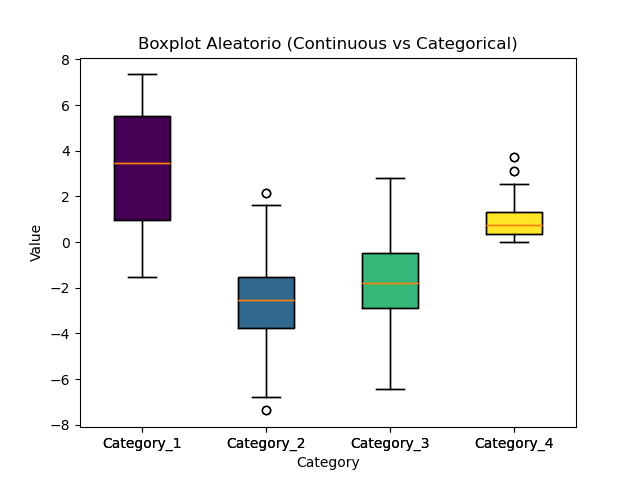 Boxplot Aleatorio (Continuous vs Categorical)
8
6
4
2
0
−2
−4
−6
−8
Value
Category_1 Category_2 Category_3 Category_4
Category